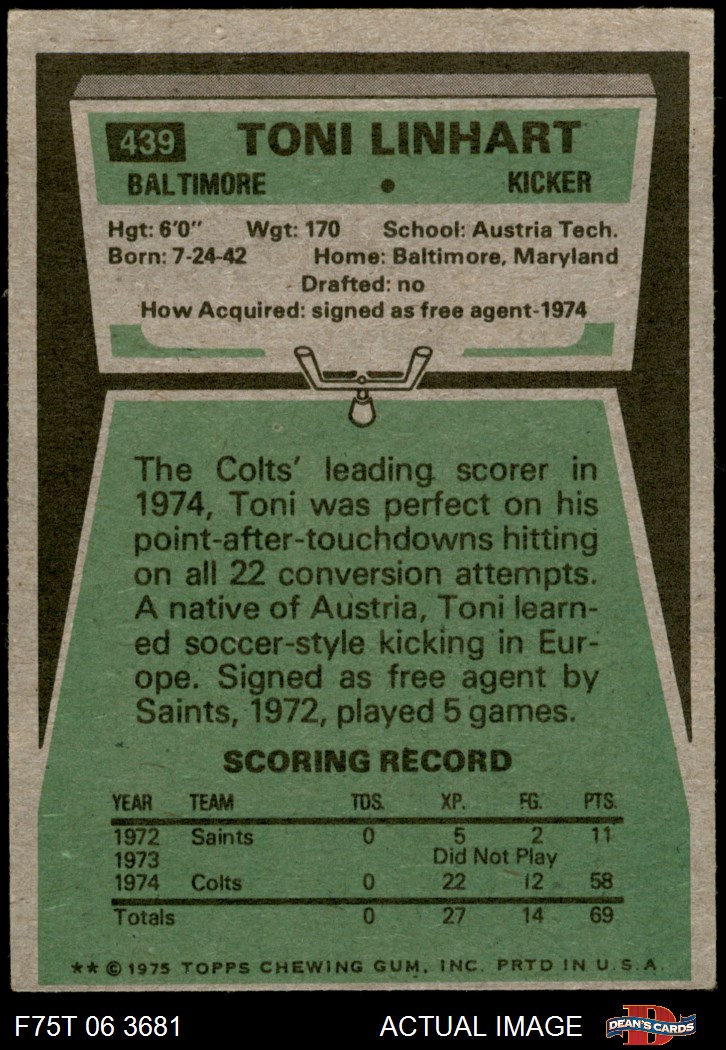 439 TONI LINHART
BALTIMORE • KICKER
Hgt: 6'0" Wgt: 170 School: Austria Tech.
Born: 7-24-42 Home: Baltimore, Maryland
Drafted: no
How Acquired: signed as free agent-1974
The Colts' leading scorer in
1974, Toni was perfect on his
point-after-touchdowns hitting
on all 22 conversion attempts.
A native of Austria, Toni learn-
ed soccer-style kicking in Eur-
ope. Signed as free agent by
Saints, 1972, played 5 games.
SCORING RECORD
YEAR TEAM TDS. XP. FG. PTS.
1972 Saints 0 5 2 11
1973 Did Not Play
1974 Colts 0 22 12 58
Totals 0 27 14 69
** © 1975 TOPPS CHEWING GUM, INC. PRTD IN U.S.A.
F75T 06 3681 ACTUAL IMAGE D DEAN'S CARDS